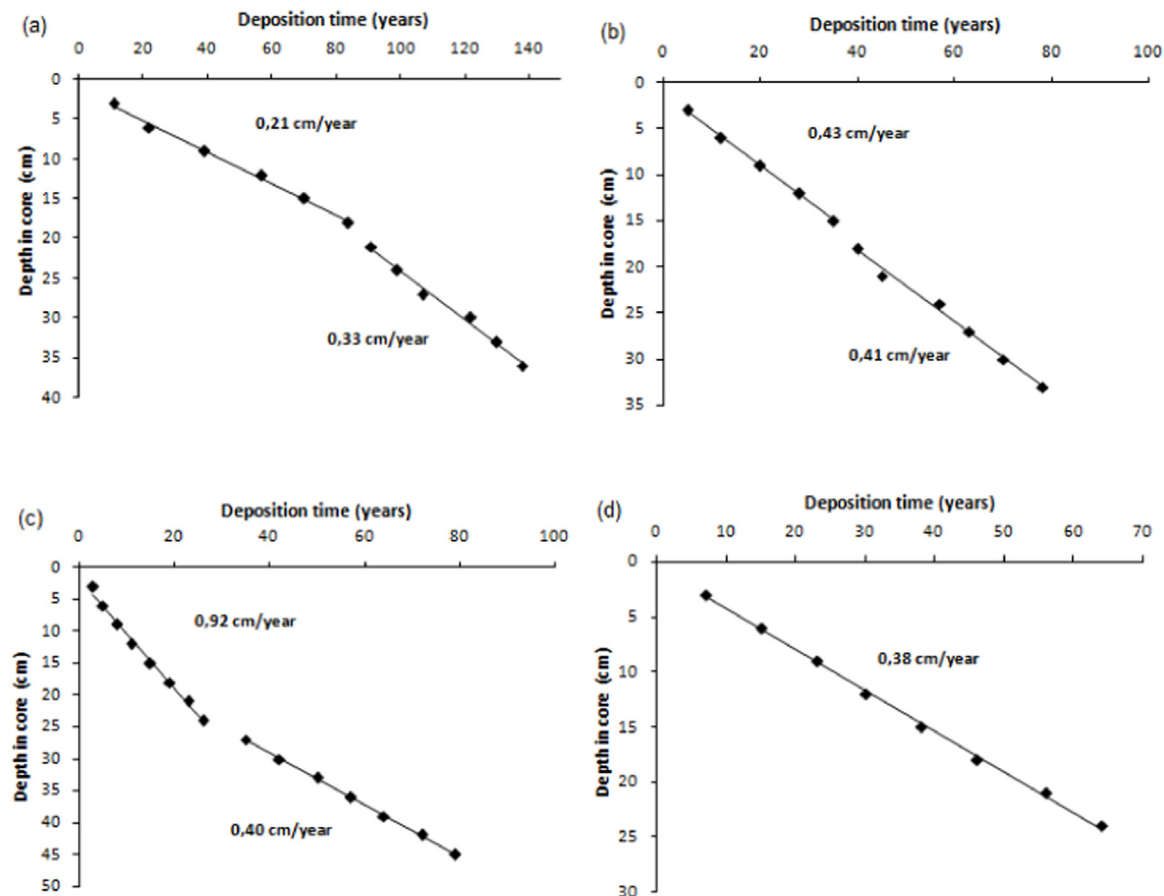 (a)
Deposition time (years)
0 20 40 60 80 100 120 140
0
5
10
15
20
25
30
35
40
Depth in core (cm)
0,21 cm/year
0,33 cm/year
(b)
Deposition time (years)
0 20 40 60 80 100
0
5
10
15
20
25
30
35
Depth in core (cm)
0,43 cm/year
0,41 cm/year
(c)
Deposition time (years)
0 20 40 60 80 100
0
5
10
15
20
25
30
35
40
45
50
Depth in core (cm)
0,92 cm/year
0,40 cm/year
(d)
Deposition time (years)
0 10 20 30 40 50 60 70
0
5
10
15
20
25
30
Depth in core (cm)
0,38 cm/year